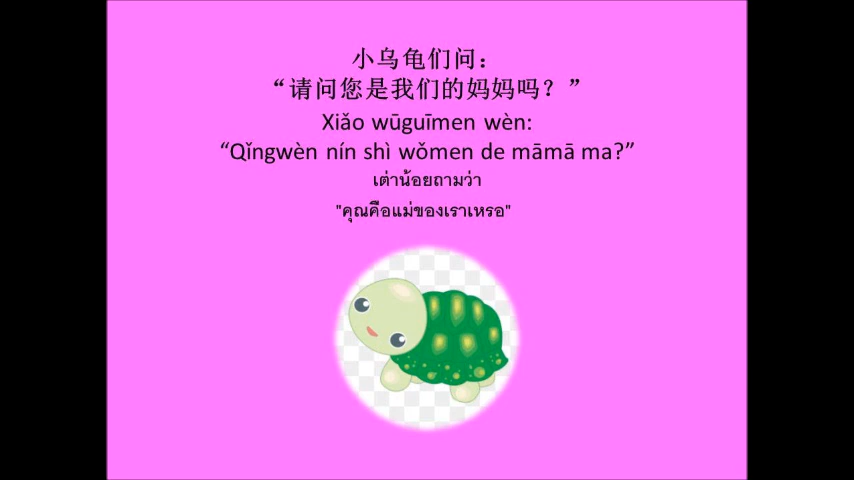 小乌龟们问：
“请问您是我们的妈妈吗？”
Xiǎo wūguīmen wèn:
“Qǐngwèn nín shì wǒmen de māmā ma?”
เต่าน้อยถามว่า
"คุณคือแม่ของเราเหรอ"